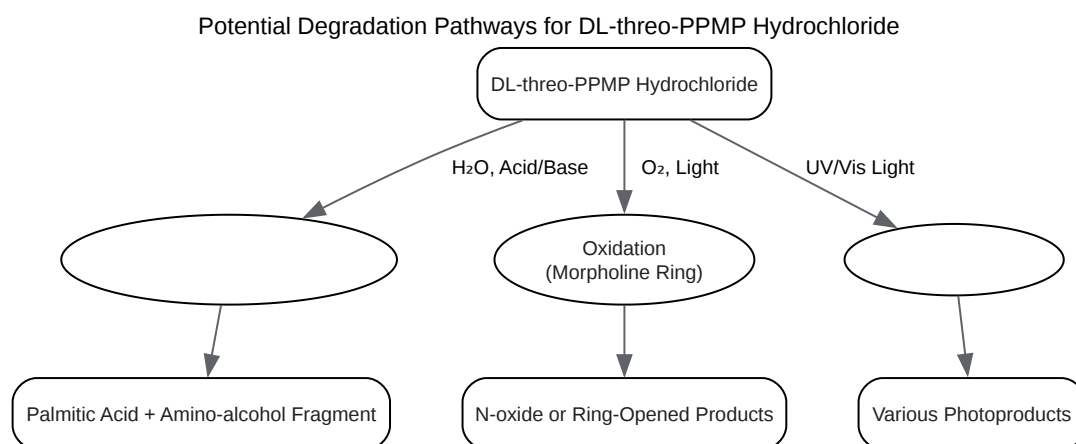 Potential Degradation Pathways for DL-threo-PPMP Hydrochloride
DL-threo-PPMP Hydrochloride
H₂O, Acid/Base
O₂, Light
UV/Vis Light
Oxidation
(Morpholine Ring)
Palmitic Acid + Amino-alcohol Fragment
N-oxide or Ring-Opened Products
Various Photoproducts